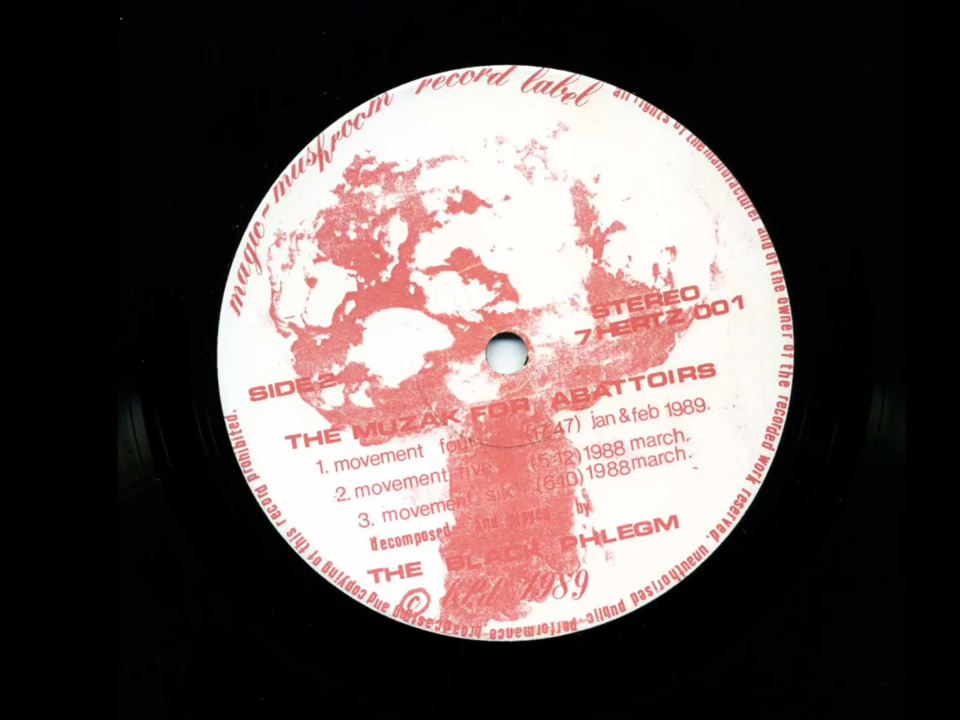 magic-mushroom record label
all rights of the manufacturer and of the owner of the recorded work reserved. unauthorised public performance broadcasting and copying of this record prohibited.
STEREO
7 HERTZ/001
SIDE 2
THE MUZAK FOR ABATTOIRS
1. movement four (7:47) jan & feb 1989.
2. movement five (5:12) 1988 march.
3. movement six (6:10) 1988 march.
decomposed and played by
THE BLACK PHLEGM
© 1989